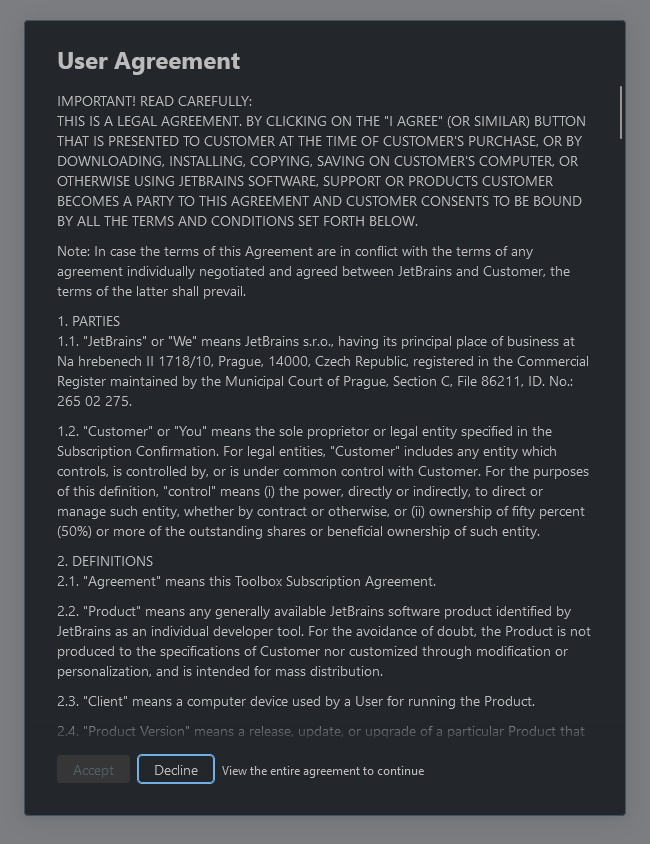 User Agreement
IMPORTANT! READ CAREFULLY:
THIS IS A LEGAL AGREEMENT. BY CLICKING ON THE "I AGREE" (OR SIMILAR) BUTTON
THAT IS PRESENTED TO CUSTOMER AT THE TIME OF CUSTOMER'S PURCHASE, OR BY
DOWNLOADING, INSTALLING, COPYING, SAVING ON CUSTOMER'S COMPUTER, OR
OTHERWISE USING JETBRAINS SOFTWARE, SUPPORT OR PRODUCTS CUSTOMER
BECOMES A PARTY TO THIS AGREEMENT AND CUSTOMER CONSENTS TO BE BOUND
BY ALL THE TERMS AND CONDITIONS SET FORTH BELOW.
Note: In case the terms of this Agreement are in conflict with the terms of any
agreement individually negotiated and agreed between JetBrains and Customer, the
terms of the latter shall prevail.
1. PARTIES
1.1. "JetBrains" or "We" means JetBrains s.r.o., having its principal place of business at
Na hrebenech II 1718/10, Prague, 14000, Czech Republic, registered in the Commercial
Register maintained by the Municipal Court of Prague, Section C, File 86211, ID. No.:
265 02 275.
1.2. "Customer" or "You" means the sole proprietor or legal entity specified in the
Subscription Confirmation. For legal entities, "Customer" includes any entity which
controls, is controlled by, or is under common control with Customer. For the purposes
of this definition, "control" means (i) the power, directly or indirectly, to direct or
manage such entity, whether by contract or otherwise, or (ii) ownership of fifty percent
(50%) or more of the outstanding shares or beneficial ownership of such entity.
2. DEFINITIONS
2.1. "Agreement" means this Toolbox Subscription Agreement.
2.2. "Product" means any generally available JetBrains software product identified by
JetBrains as an individual developer tool. For the avoidance of doubt, the Product is not
produced to the specifications of Customer nor customized through modification or
personalization, and is intended for mass distribution.
2.3. "Client" means a computer device used by a User for running the Product.
2.4. "Product Version" means a release, update, or upgrade of a particular Product that
Accept Decline View the entire agreement to continue